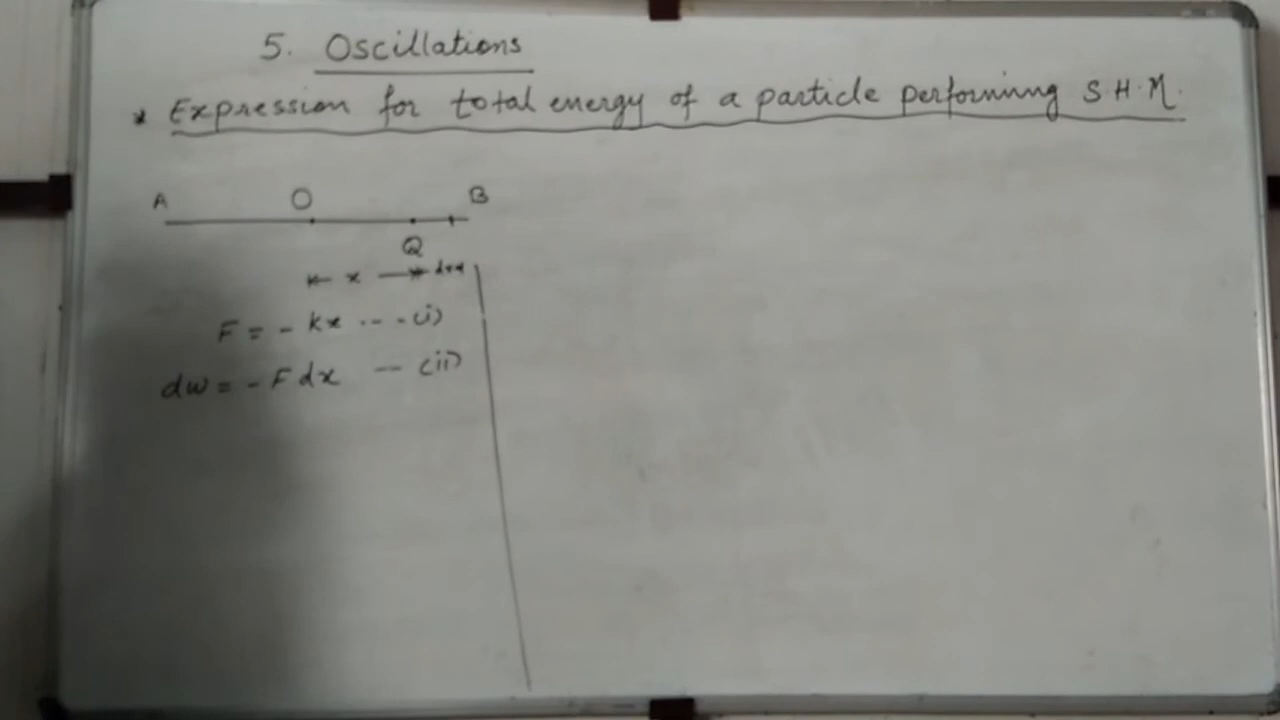 5. Oscillations
* Expression for total energy of a particle performing S.H.M.
A O B
Q
x dx
F = - kx --- (i)
dw = - F dx -- (ii)